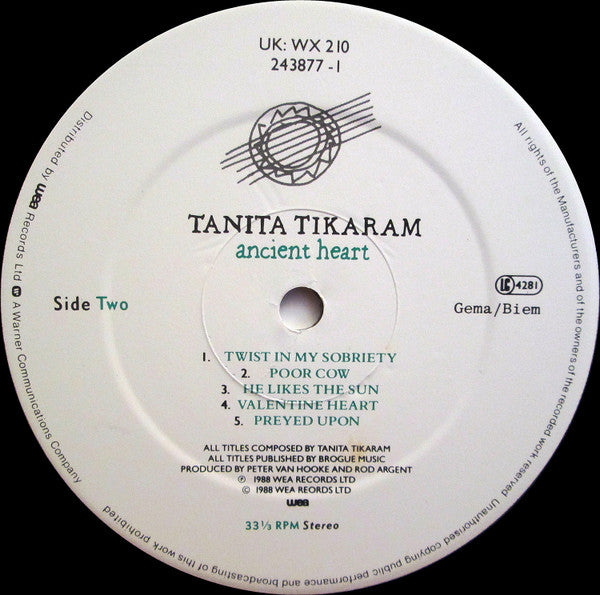 UK: WX 210
243877 -1
TANITA TIKARAM
ancient heart
Side Two
LC 4281
Gema/Biem
1. TWIST IN MY SOBRIETY
2. POOR COW
3. HE LIKES THE SUN
4. VALENTINE HEART
5. PREYED UPON
ALL TITLES COMPOSED BY TANITA TIKARAM
ALL TITLES PUBLISHED BY BROGUE MUSIC
PRODUCED BY PETER VAN HOOKE AND ROD ARGENT
℗ 1988 WEA RECORDS LTD
© 1988 WEA RECORDS LTD
wea
33⅓ RPM Stereo
Distributed by wea Records Ltd W A Warner Communications Company
All rights of the Manufacturers and of the owners of the recorded work reserved. Unauthorised copying public performance and broadcasting of this work prohibited